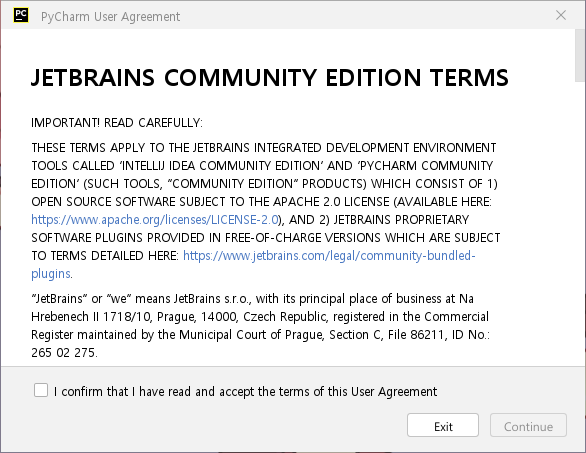 PC
PyCharm User Agreement
JETBRAINS COMMUNITY EDITION TERMS
IMPORTANT! READ CAREFULLY:
THESE TERMS APPLY TO THE JETBRAINS INTEGRATED DEVELOPMENT ENVIRONMENT
TOOLS CALLED 'INTELLIJ IDEA COMMUNITY EDITION' AND 'PYCHARM COMMUNITY
EDITION' (SUCH TOOLS, "COMMUNITY EDITION" PRODUCTS) WHICH CONSIST OF 1)
OPEN SOURCE SOFTWARE SUBJECT TO THE APACHE 2.0 LICENSE (AVAILABLE HERE:
https://www.apache.org/licenses/LICENSE-2.0), AND 2) JETBRAINS PROPRIETARY
SOFTWARE PLUGINS PROVIDED IN FREE-OF-CHARGE VERSIONS WHICH ARE SUBJECT
TO TERMS DETAILED HERE: https://www.jetbrains.com/legal/community-bundled-
plugins.
"JetBrains" or "we" means JetBrains s.r.o., with its principal place of business at Na
Hrebenech II 1718/10, Prague, 14000, Czech Republic, registered in the Commercial
Register maintained by the Municipal Court of Prague, Section C, File 86211, ID No.:
265 02 275.
I confirm that I have read and accept the terms of this User Agreement
Exit
Continue